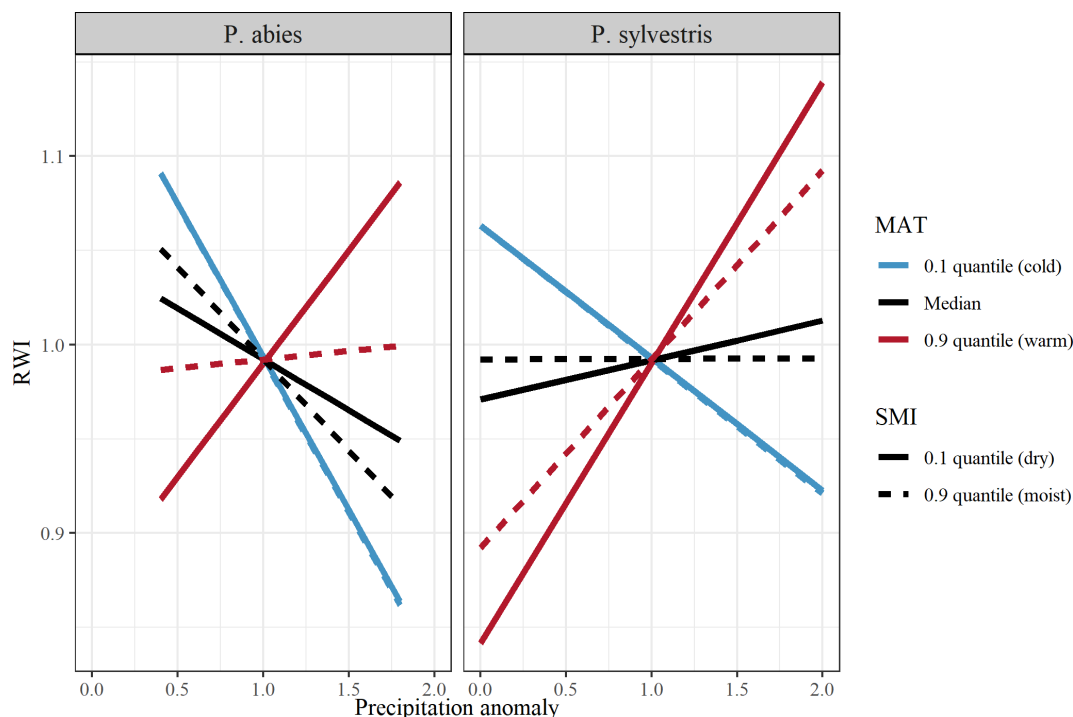 P. abies
P. sylvestris
RWI
1.1
1.0
0.9
0.0 0.5 1.0 1.5 2.0
0.0 0.5 1.0 1.5 2.0
Precipitation anomaly
MAT
0.1 quantile (cold)
Median
0.9 quantile (warm)
SMI
0.1 quantile (dry)
0.9 quantile (moist)